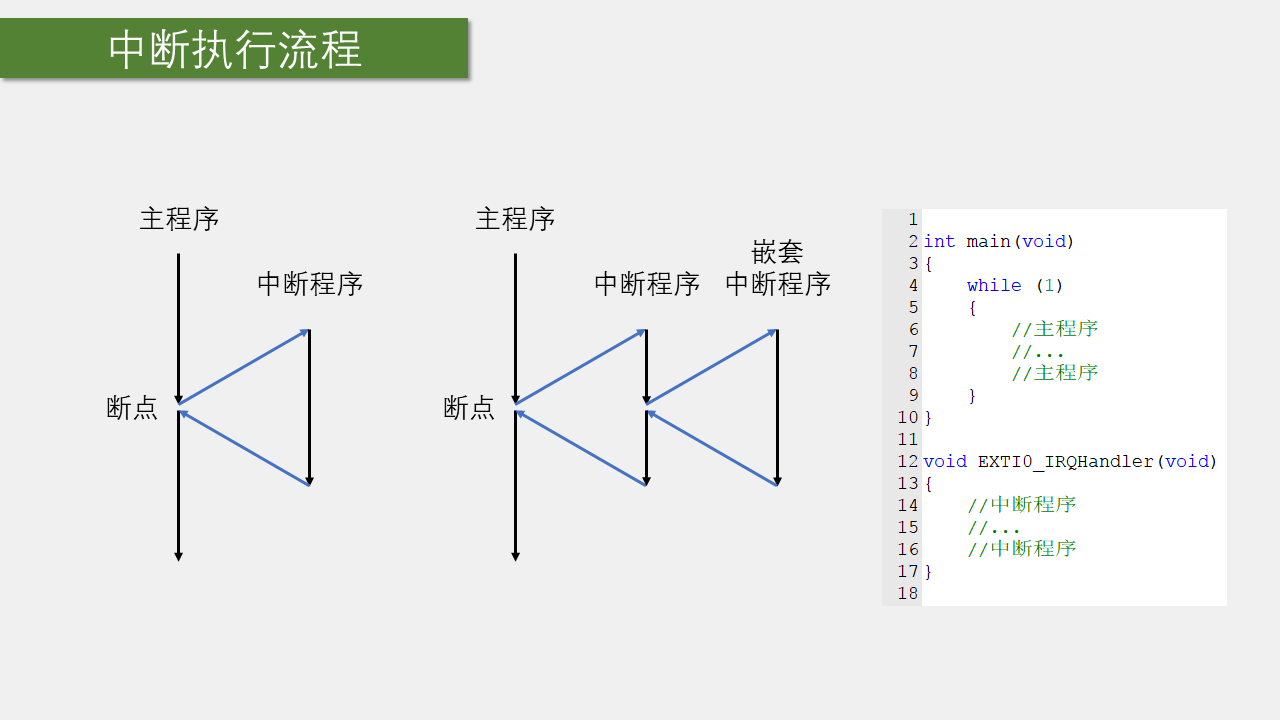 中断执行流程
主程序
中断程序
断点
主程序
中断程序
嵌套
中断程序
断点
1
2 int main(void)
3 {
4     while (1)
5     {
6         //主程序
7         //...
8         //主程序
9     }
10 }
11
12 void EXTI0_IRQHandler(void)
13 {
14     //中断程序
15     //...
16     //中断程序
17 }
18